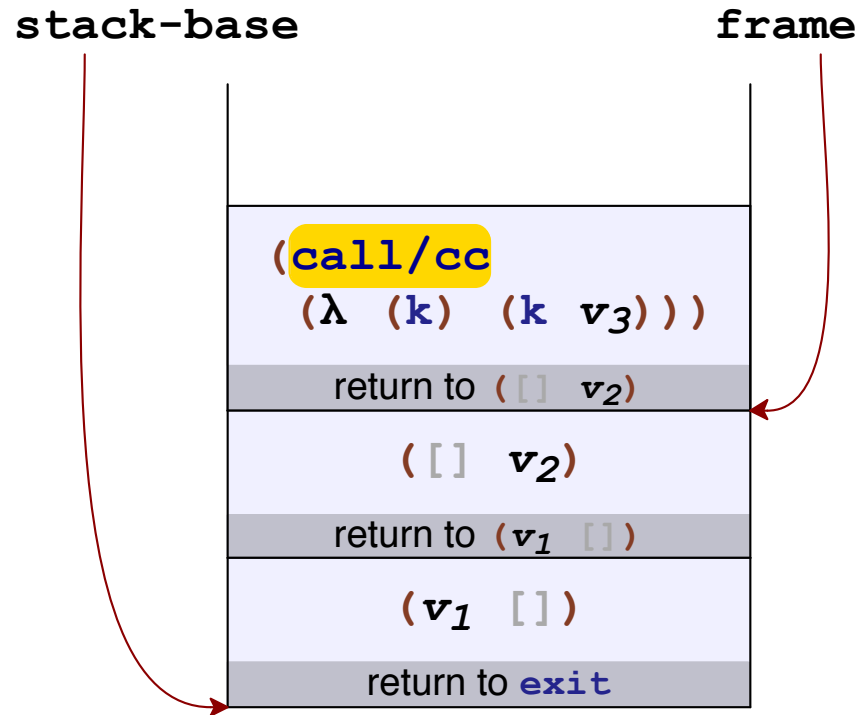 stack-base frame
(call/cc
(λ (k) (k v3)))
return to ([] v2)
([] v2)
return to (v1 [])
(v1 [])
return to exit